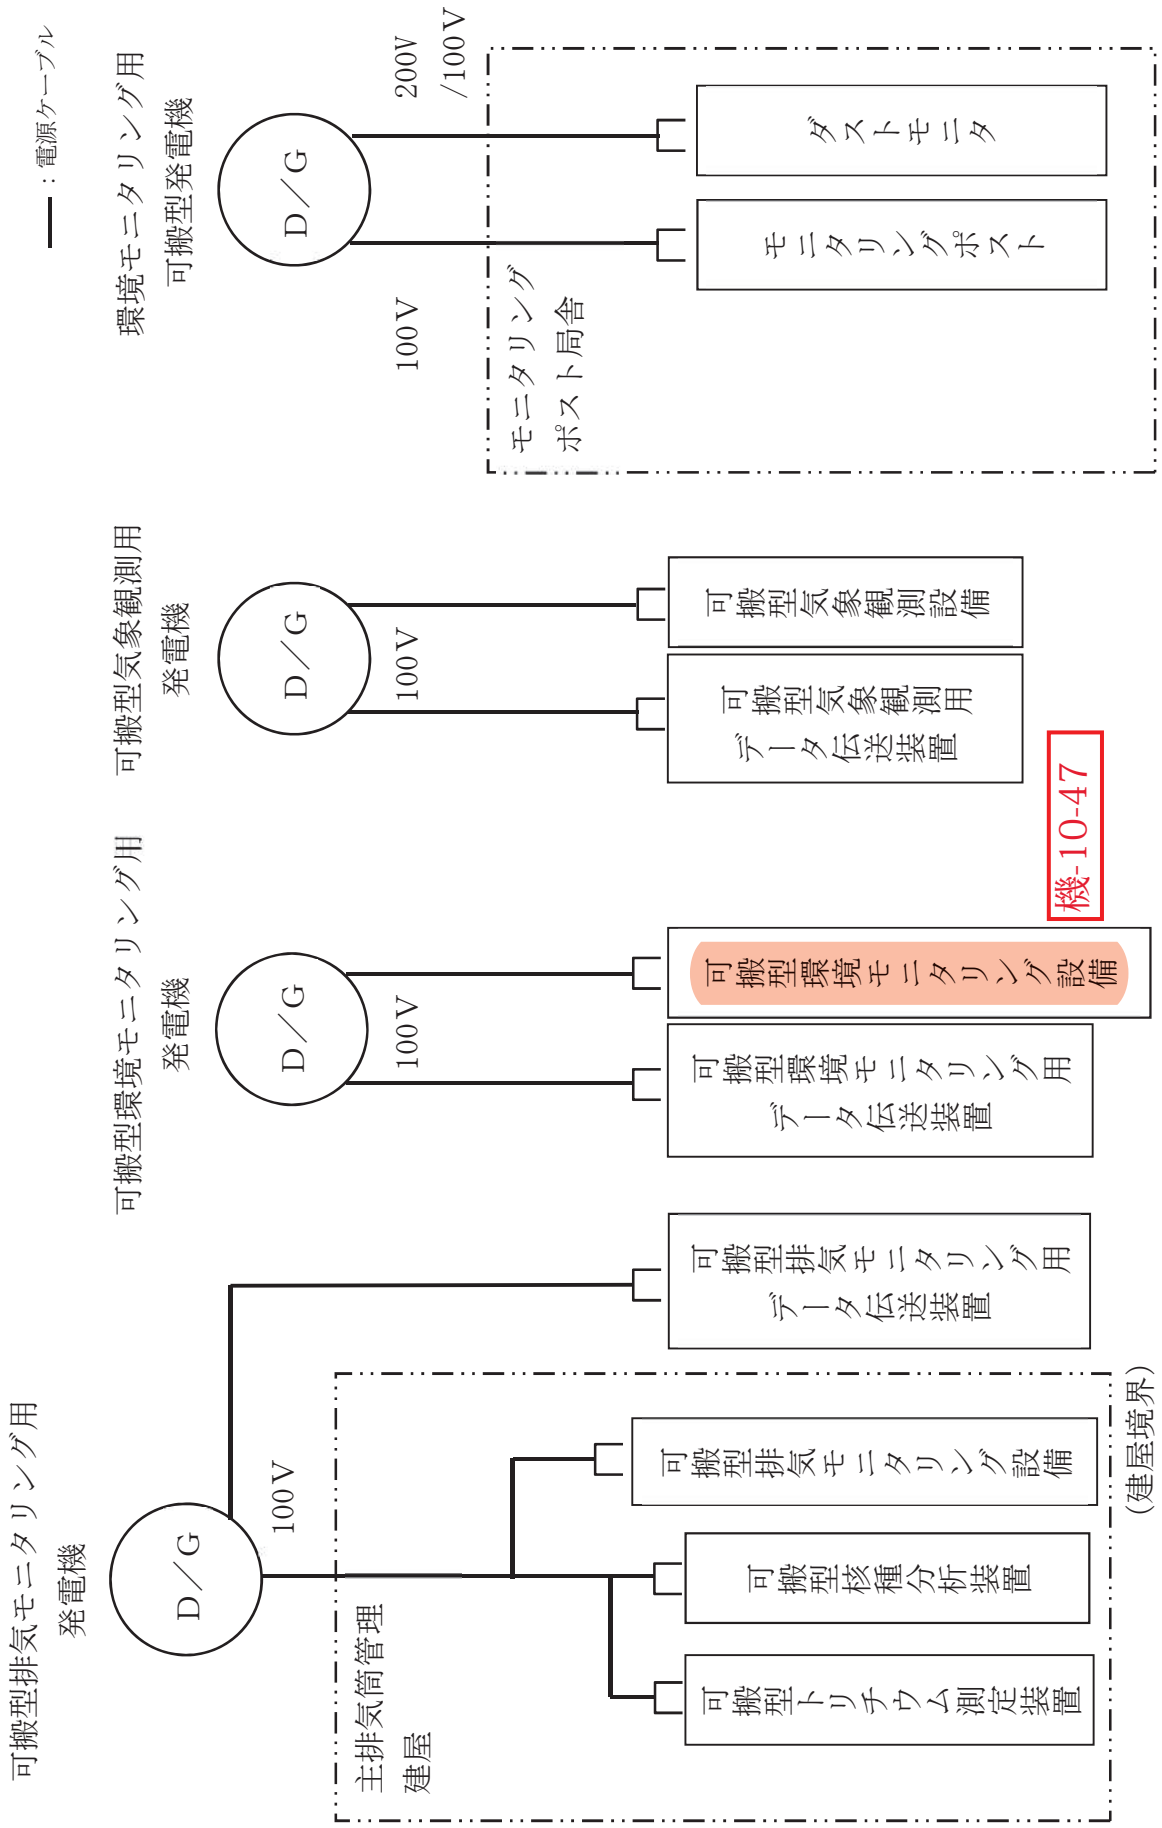 ━━ : 電源ケーブル
可搬型排気モニタリング用
発電機
D／G
100V
主排気筒管理
建屋
可搬型トリチウム測定装置
可搬型核種分析装置
可搬型排気モニタリング設備
(建屋境界)
可搬型排気モニタリング用
データ伝送装置
可搬型環境モニタリング用
発電機
D／G
100V
可搬型環境モニタリング用
データ伝送装置
可搬型環境モニタリング設備
機-10-47
可搬型気象観測用
発電機
D／G
100V
可搬型気象観測用
データ伝送装置
可搬型気象観測設備
環境モニタリング用
可搬型発電機
D／G
100V
200V
/100V
モニタリング
ポスト局舎
モニタリングポスト
ダストモニタ